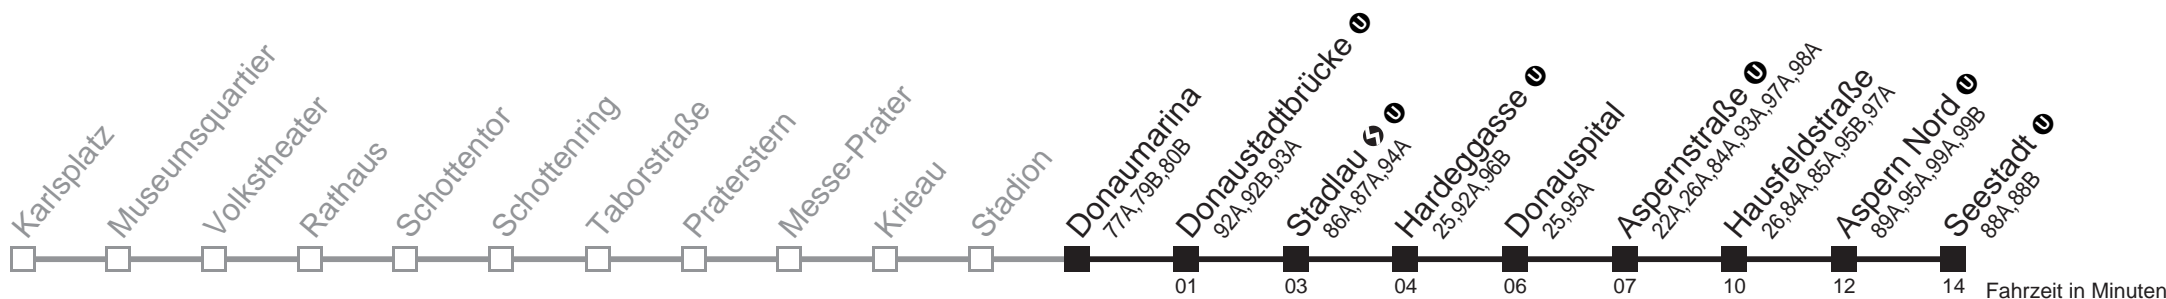 Karlsplatz
Museumsquartier
Volkstheater
Rathaus
Schottentor
Schottenring
Taborstraße
Praterstern
Messe-Prater
Krieau
Stadion
Donaumarina
77A,79B,80B
Donaustadtbrücke U
92A,92B,93A
Stadlau S U
86A,87A,94A
Hardeggasse U
25,92A,96B
Donauspital
25,95A
Aspernstraße U
22A,26A,84A,93A,97A,98A
Hausfeldstraße
26,84A,85A,95B,97A
Aspern Nord U
89A,95A,99A,99B
Seestadt U
88A,88B
01 03 04 06 07 10 12 14 Fahrzeit in Minuten